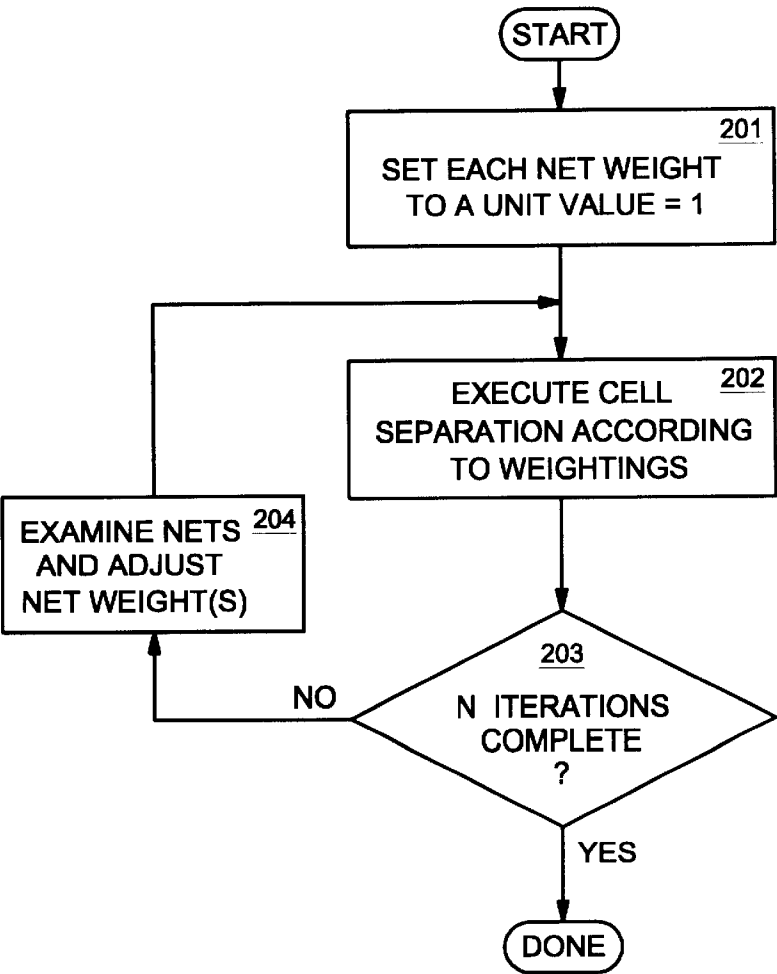 START
201
SET EACH NET WEIGHT
TO A UNIT VALUE = 1
202
EXECUTE CELL
SEPARATION ACCORDING
TO WEIGHTINGS
204
EXAMINE NETS
AND ADJUST
NET WEIGHT(S)
203
N ITERATIONS
COMPLETE
?
NO
YES
DONE